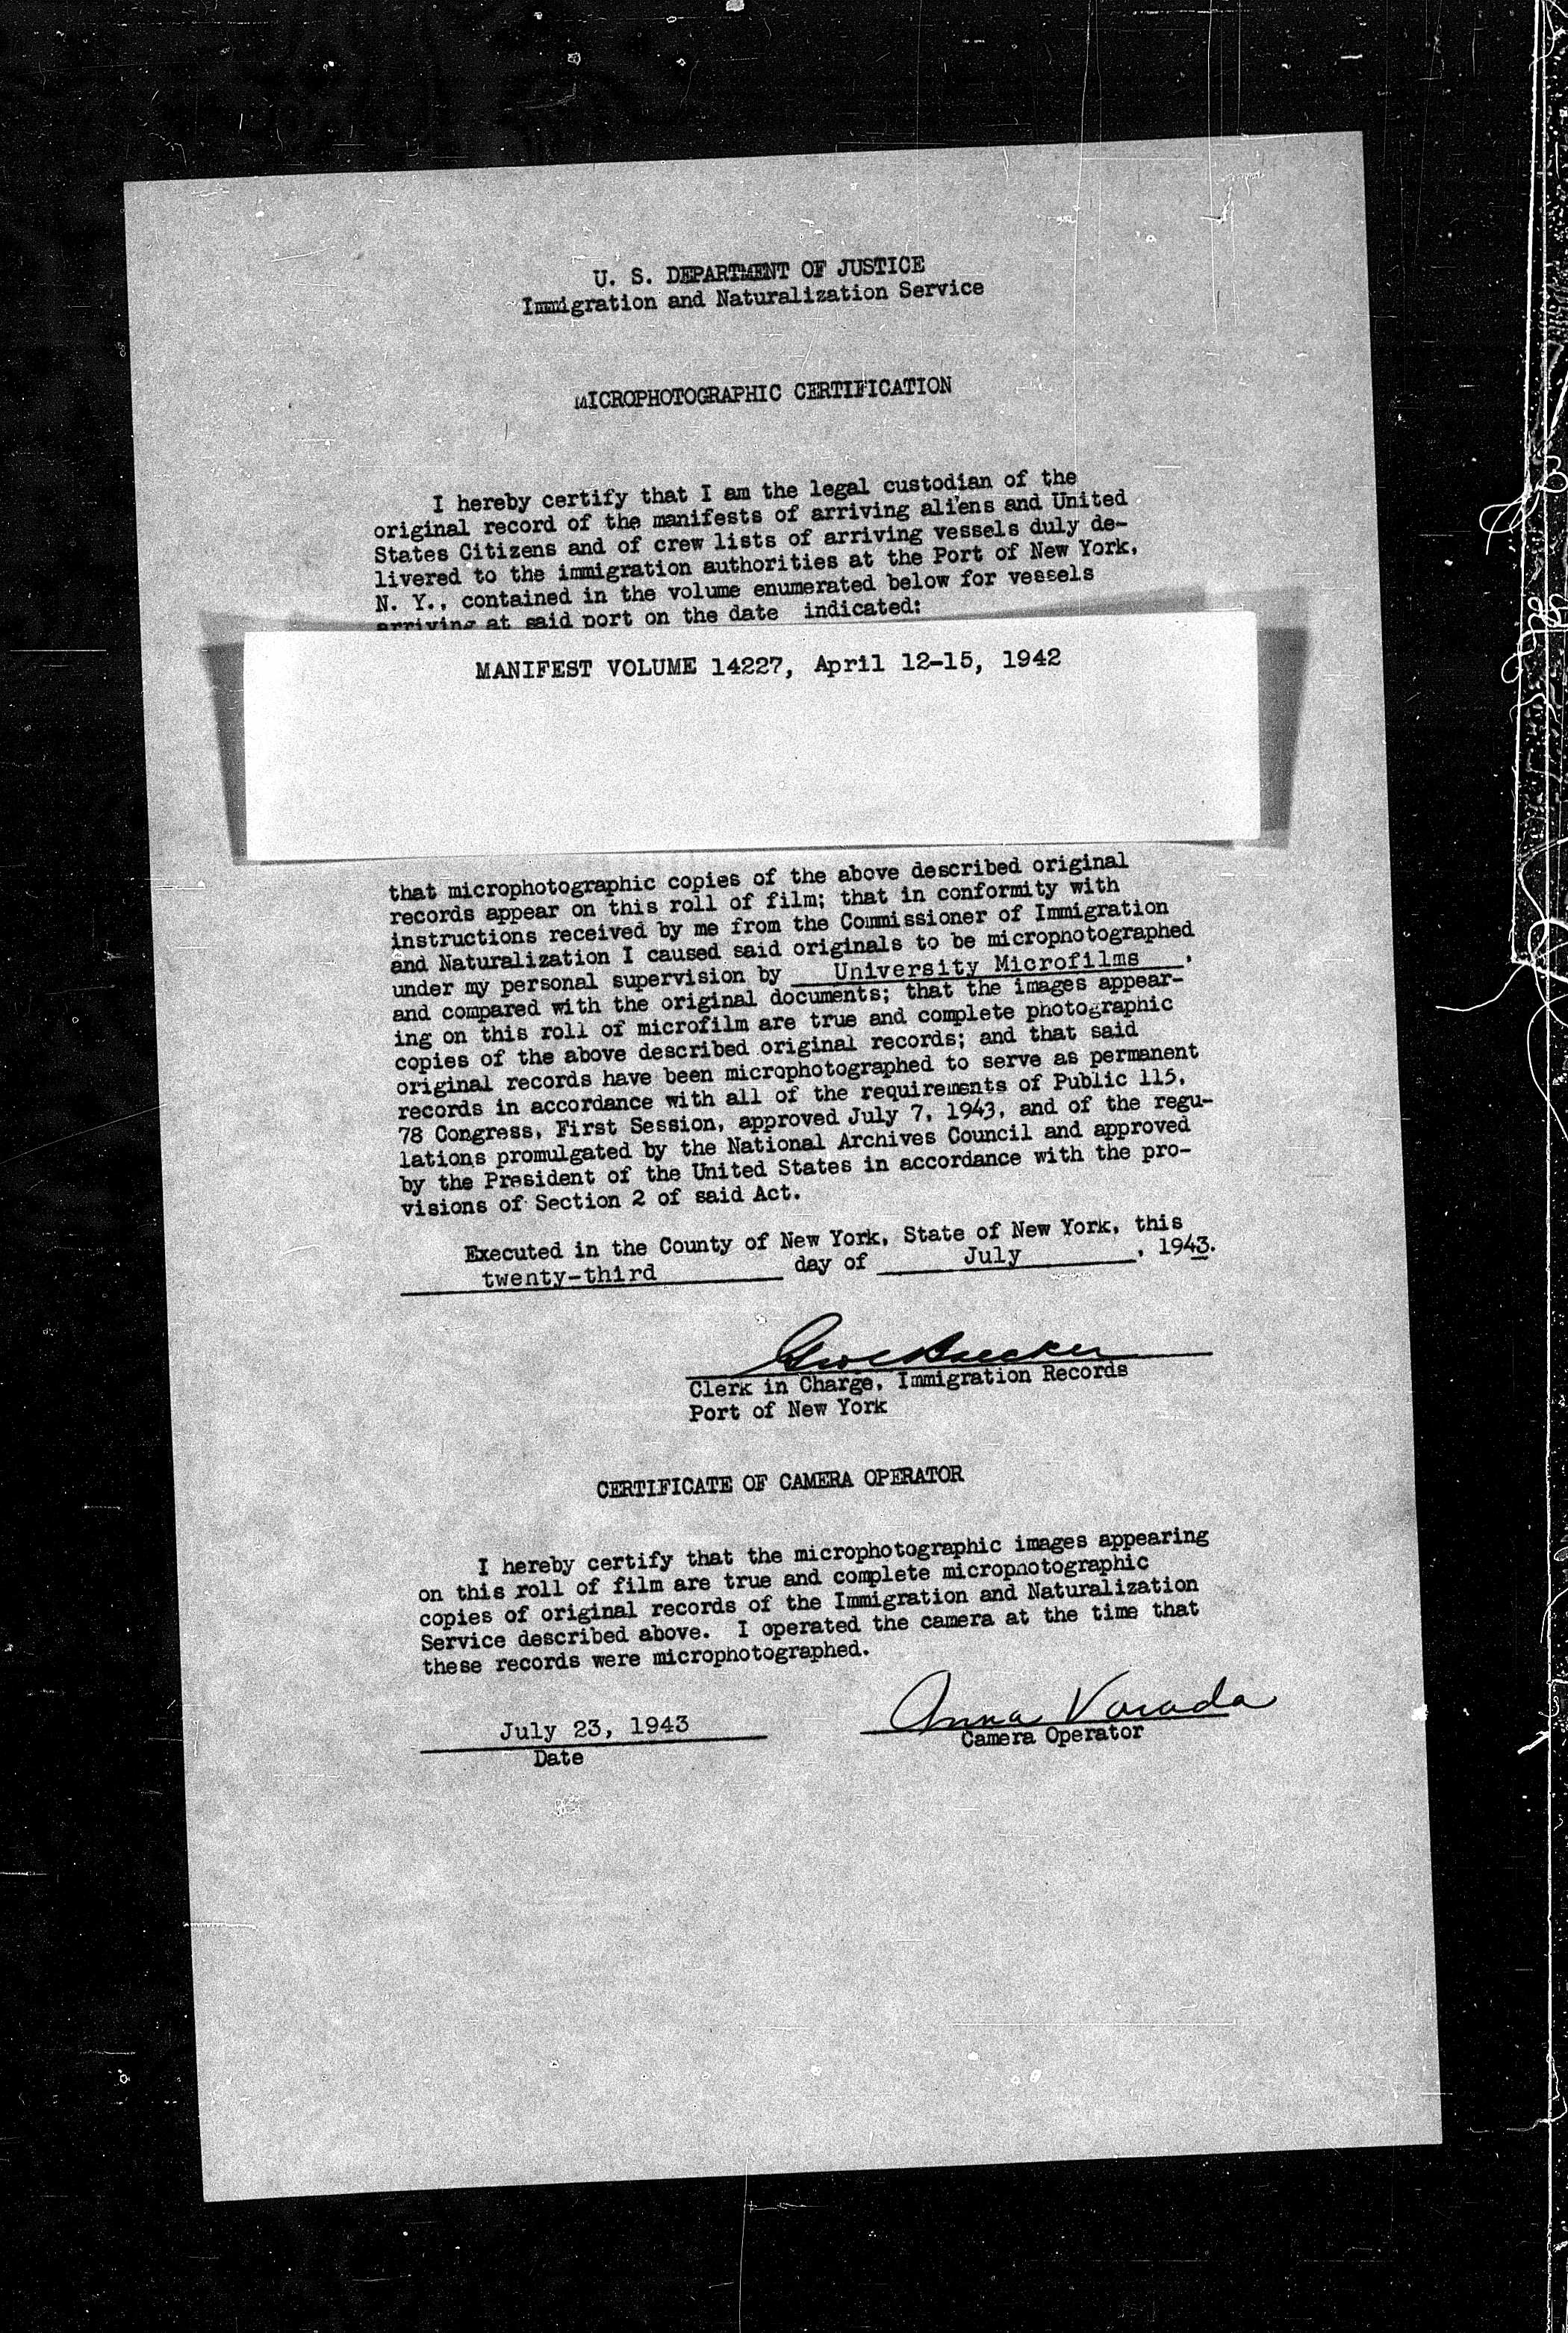 U. S. DEPARTMENT OF JUSTICE
Immigration and Naturalization Service
MICROPHOTOGRAPHIC CERTIFICATION
I hereby certify that I am the legal custodian of the
original record of the manifests of arriving aliens and United
States Citizens and of crew lists of arriving vessels duly de-
livered to the immigration authorities at the Port of New York,
N. Y., contained in the volume enumerated below for vessels
arriving at said port on the date indicated:
MANIFEST VOLUME 14227, April 12-15, 1942
that microphotographic copies of the above described original
records appear on this roll of film; that in conformity with
instructions received by me from the Commissioner of Immigration
and Naturalization I caused said originals to be microphotographed
under my personal supervision by University Microfilms,
and compared with the original documents; that the images appear-
ing on this roll of microfilm are true and complete photographic
copies of the above described original records; and that said
original records have been microphotographed to serve as permanent
records in accordance with all of the requirements of Public 115,
78 Congress, First Session, approved July 7, 1943, and of the regu-
lations promulgated by the National Archives Council and approved
by the President of the United States in accordance with the pro-
visions of Section 2 of said Act.
Executed in the County of New York, State of New York, this
twenty-third day of July, 1943.
Clerk in Charge, Immigration Records
Port of New York
CERTIFICATE OF CAMERA OPERATOR
I hereby certify that the microphotographic images appearing
on this roll of film are true and complete microphotographic
copies of original records of the Immigration and Naturalization
Service described above. I operated the camera at the time that
these records were microphotographed.
July 23, 1943 Anna Varada
Date Camera Operator